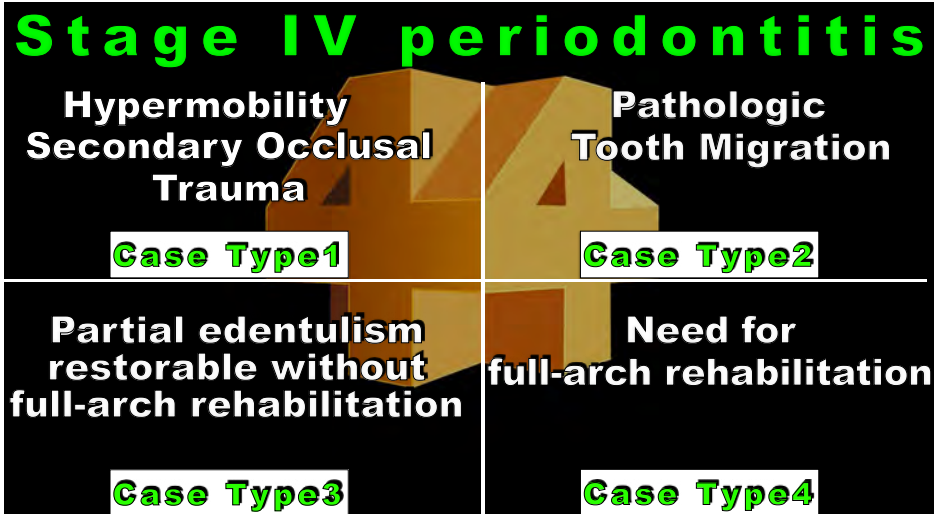 Stage IV periodontitis
Hypermobility
Secondary Occlusal
Trauma
Case Type1
Pathologic
Tooth Migration
Case Type2
Partial edentulism
restorable without
full-arch rehabilitation
Case Type3
Need for
full-arch rehabilitation
Case Type4